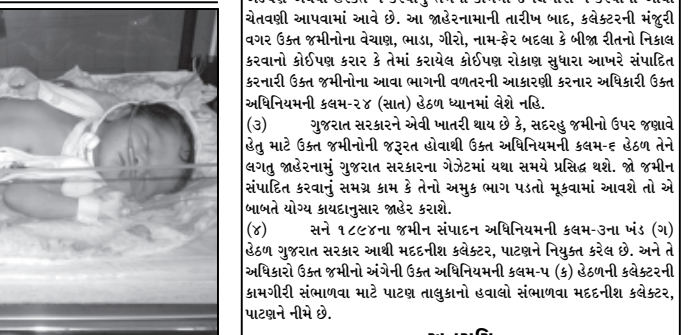 ચેતવણી આપવામાં આવે છે. આ જાહેરનામાની તારીખ બાદ, કલેક્ટરની મંજુરી
વગર ઉક્ત જમીનોના વેચાણ, ભાડા, ગીરો, નામ-ફેર બદલા કે બીજા રીતનો નિકાલ
કરવાનો કોઈપણ કરાર કે તેમાં કરાયેલ કોઈપણ રોકાણ સુધારા આખરે સંપાદિત
કરનારી ઉક્ત જમીનોના આવા ભાગની વળતરની આકારણી કરનાર અધિકારી ઉક્ત
અધિનિયમની કલમ-૨૪ (સાત) હેઠળ ધ્યાનમાં લેશે નહિ.
(૩) ગુજરાત સરકારને એવી ખાતરી થાય છે કે, સદરહુ જમીનો ઉપર જણાવે
હેતુ માટે ઉક્ત જમીનોની જરૂરત હોવાથી ઉક્ત અધિનિયમની કલમ-૬ હેઠળ તેને
લગતુ જાહેરનામું ગુજરાત સરકારના ગેઝેટમાં યથા સમયે પ્રસિદ્ધ થશે. જો જમીન
સંપાદિત કરવાનું સમગ્ર કામ કે તેનો અમુક ભાગ પડતો મૂકવામાં આવશે તો એ
બાબતે યોગ્ય કાયદાનુસાર જાહેર કરાશે.
(૪) સને ૧૮૯૪ના જમીન સંપાદન અધિનિયમની કલમ-૩ના ખંડ (ગ)
હેઠળ ગુજરાત સરકાર આથી મદદનીશ કલેક્ટર, પાટણને નિયુક્ત કરેલ છે. અને તે
અધિકારો ઉક્ત જમીનો અંગેની ઉક્ત અધિનિયમની કલમ-૫ (ક) હેઠળની કલેક્ટરની
કામગીરી સંભાળવા માટે પાટણ તાલુકાનો હવાલો સંભાળવા મદદનીશ કલેક્ટર,
પાટણને નીમે છે.